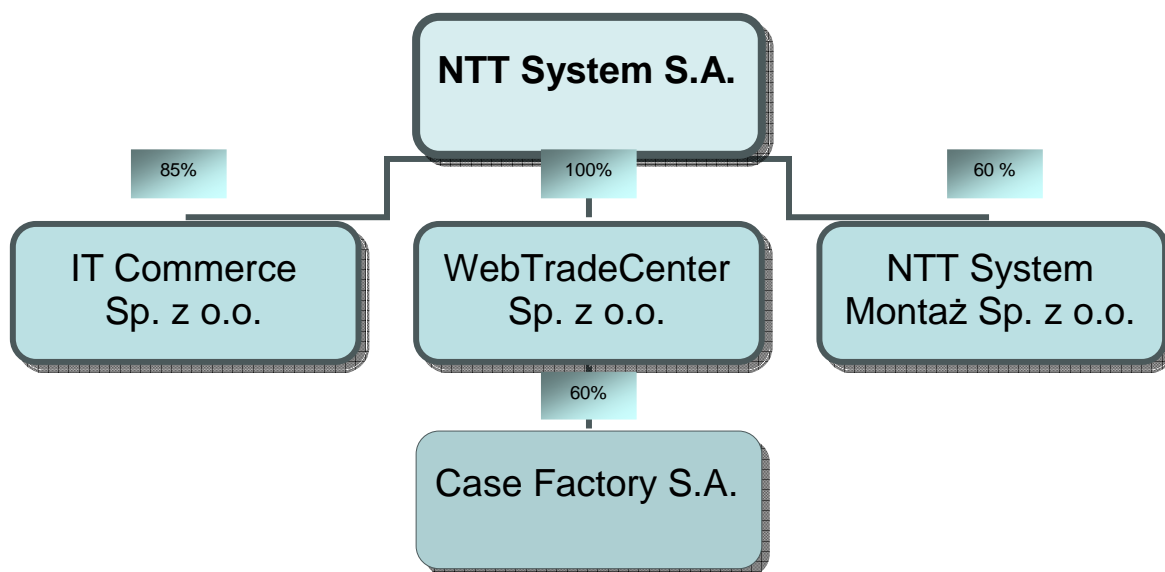 NTT System S.A.
85%
100%
60 %
IT Commerce
Sp. z o.o.
WebTradeCenter
Sp. z o.o.
NTT System
Montaż Sp. z o.o.
60%
Case Factory S.A.